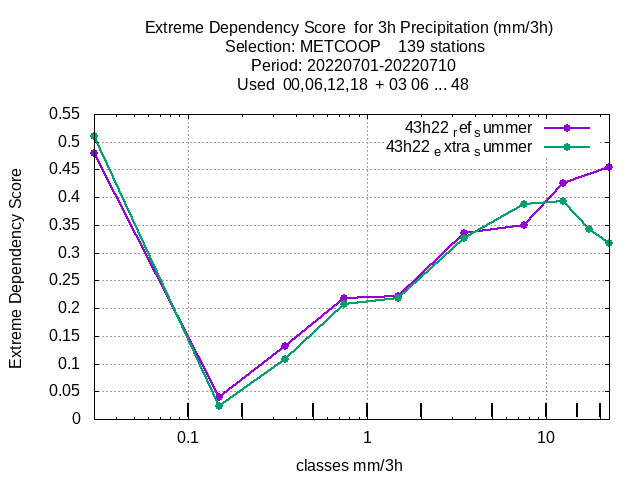 Extreme Dependency Score  for 3h Precipitation (mm/3h)
Selection: METCOOP    139 stations
Period: 20220701-20220710
Used  00,06,12,18  + 03 06 ... 48
43h22 ref summer
43h22 extra summer
Extreme Dependency Score
0.55
0.5
0.45
0.4
0.35
0.3
0.25
0.2
0.15
0.1
0.05
0
0.1 1 10
classes mm/3h